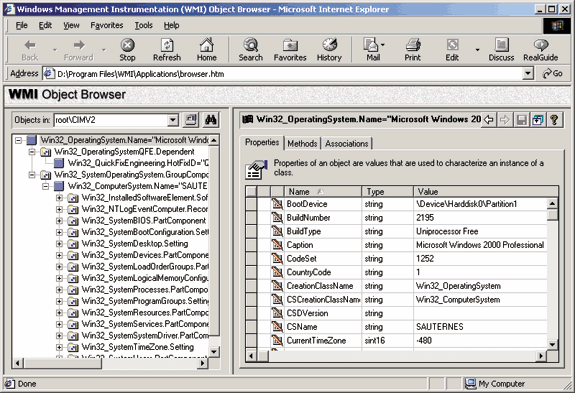 Windows Management Instrumentation (WMI) Object Browser - Microsoft Internet Explorer
File Edit View Favorites Tools Help
Back Forward Stop Refresh Home Search Favorites History Mail Print Edit Discuss RealGuide
Address D:\Program Files\WMI\Applications\browser.htm Go
WMI Object Browser
Objects in: root\CIMV2
Win32_OperatingSystem.Name="Microsoft Wind
Win32_OperatingSystemQFE.Dependent
Win32_QuickFixEngineering.HotFixID="Q
Win32_SystemOperatingSystem.GroupCompo
Win32_ComputerSystem.Name="SAUTE
Win32_InstalledSoftwareElement.Sof
Win32_NTLogEventComputer.Recor
Win32_SystemBIOS.PartComponent
Win32_SystemBootConfiguration.Sett
Win32_SystemDesktop.Setting
Win32_SystemDevices.PartCompone
Win32_SystemLoadOrderGroups.Par
Win32_SystemLogicalMemoryConfigu
Win32_SystemProcesses.PartCompo
Win32_SystemProgramGroups.Settin
Win32_SystemResources.PartCompo
Win32_SystemServices.PartCompone
Win32_SystemSystemDriver.PartCom
Win32_SystemTimeZone.Setting
Win32_SystemUsers.PartCompone
Win32_OperatingSystem.Name="Microsoft Windows 20
Properties Methods Associations
Properties of an object are values that are used to characterize an instance of a
class.
Name Type Value
BootDevice string \Device\Harddisk0\Partition1
BuildNumber string 2195
BuildType string Uniprocessor Free
Caption string Microsoft Windows 2000 Professional
CodeSet string 1252
CountryCode string 1
CreationClassName string Win32_OperatingSystem
CSCreationClassName string Win32_ComputerSystem
CSDVersion string
CSName string SAUTERNES
CurrentTimeZone sint16 -480
Done My Computer